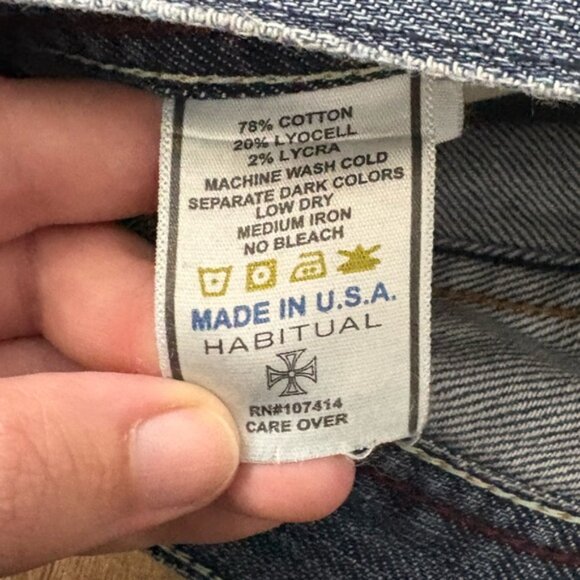 78% COTTON
20% LYOCELL
2% LYCRA
MACHINE WASH COLD
SEPARATE DARK COLORS
LOW DRY
MEDIUM IRON
NO BLEACH
MADE IN U.S.A.
HABITUAL
RN#107414
CARE OVER